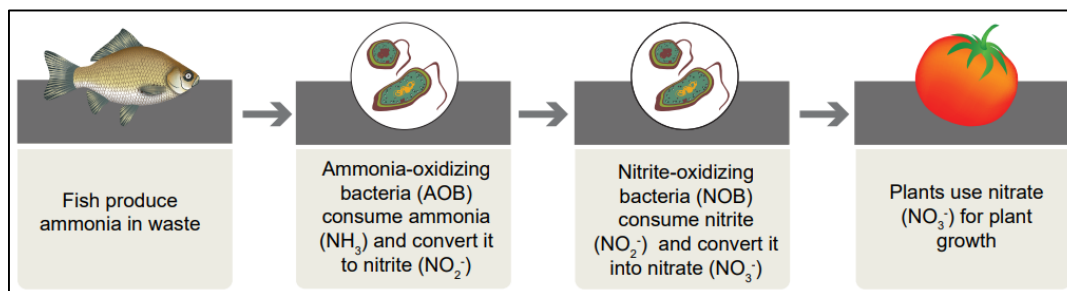 Fish produce
ammonia in waste
Ammonia-oxidizing
bacteria (AOB)
consume ammonia
(NH₃) and convert it
to nitrite (NO₂⁻)
Nitrite-oxidizing
bacteria (NOB)
consume nitrite
(NO₂⁻) and convert it
into nitrate (NO₃⁻)
Plants use nitrate
(NO₃⁻) for plant
growth